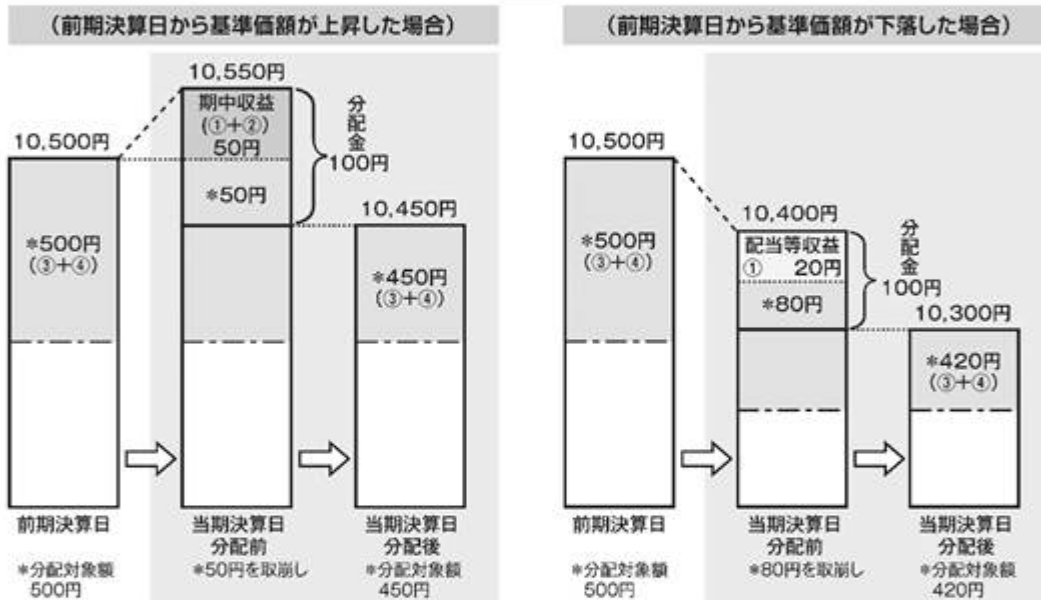 (前期決算日から基準価額が上昇した場合)
10,550円
期中収益
(①+②)
50円
*50円
分配金
100円
10,500円
*500円
(③+④)
10,450円
*450円
(③+④)
前期決算日
当期決算日
分配前
当期決算日
分配後
*分配対象額
500円
*50円を取崩し
*分配対象額
450円
(前期決算日から基準価額が下落した場合)
10,500円
*500円
(③+④)
10,400円
配当等収益
① 20円
*80円
分配金
100円
10,300円
*420円
(③+④)
前期決算日
当期決算日
分配前
当期決算日
分配後
*分配対象額
500円
*80円を取崩し
*分配対象額
420円